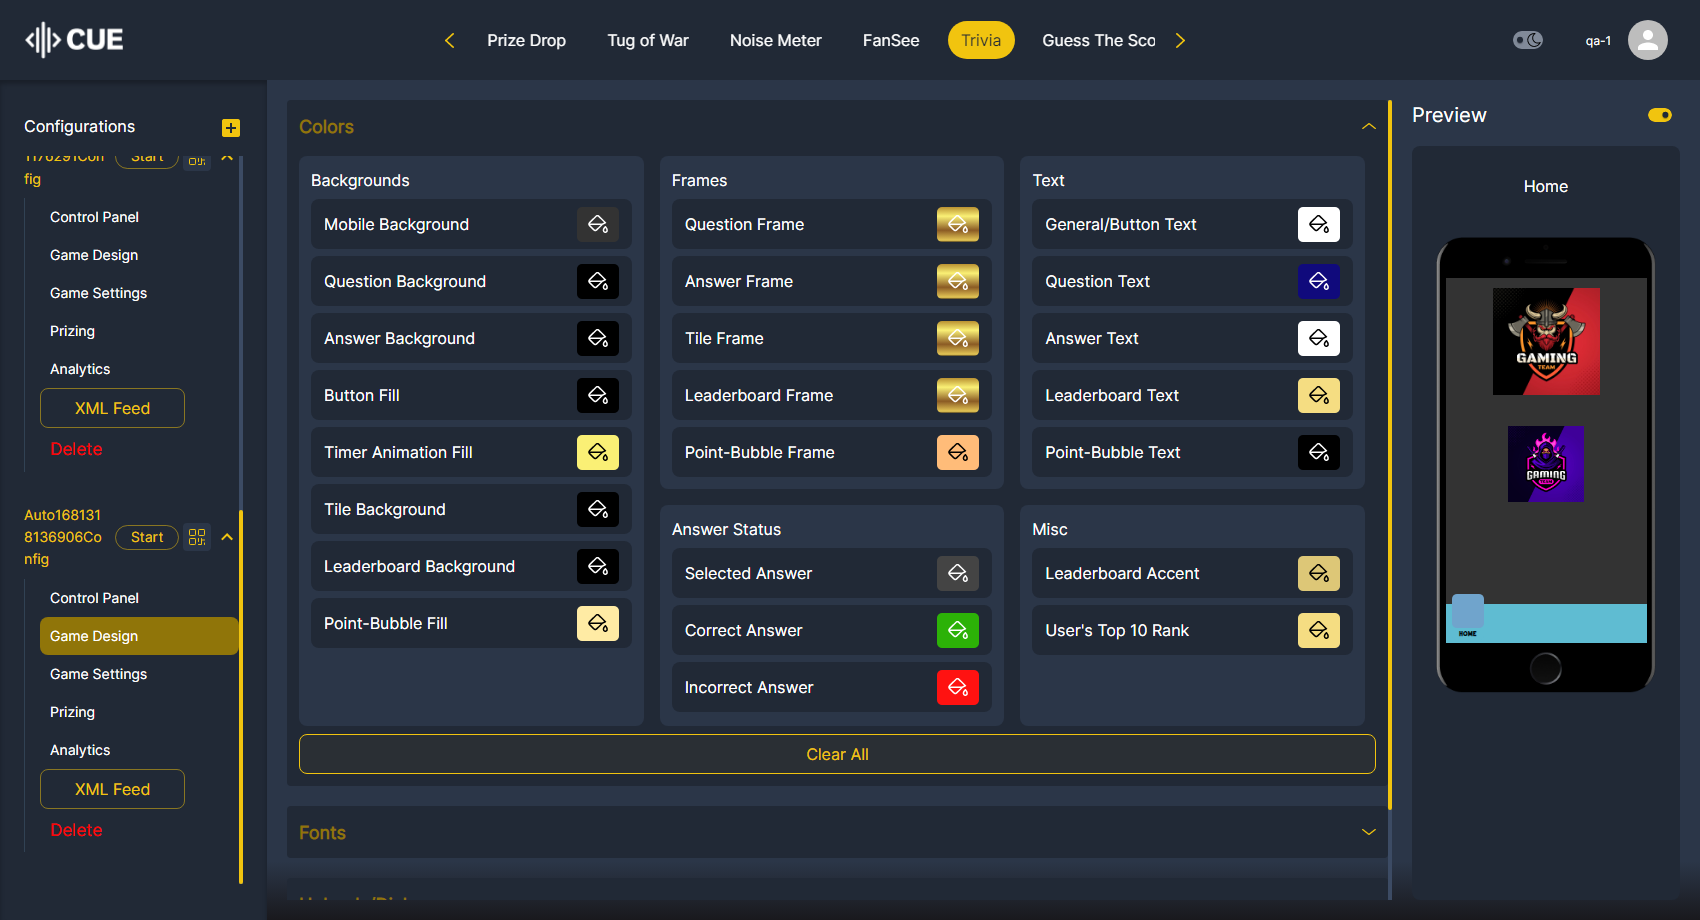 CUE
Prize Drop
Tug of War
Noise Meter
FanSee
Trivia
Guess The Sco
qa-1
Configurations
1176291Con
fig
Start
Control Panel
Game Design
Game Settings
Prizing
Analytics
XML Feed
Delete
Auto168131
8136906Co
nfig
Start
Control Panel
Game Design
Game Settings
Prizing
Analytics
XML Feed
Delete
Colors
Backgrounds
Mobile Background
Question Background
Answer Background
Button Fill
Timer Animation Fill
Tile Background
Leaderboard Background
Point-Bubble Fill
Frames
Question Frame
Answer Frame
Tile Frame
Leaderboard Frame
Point-Bubble Frame
Text
General/Button Text
Question Text
Answer Text
Leaderboard Text
Point-Bubble Text
Answer Status
Selected Answer
Correct Answer
Incorrect Answer
Misc
Leaderboard Accent
User's Top 10 Rank
Clear All
Fonts
Preview
Home
GAMING
TEAM
GAMING
TEAM
HOME